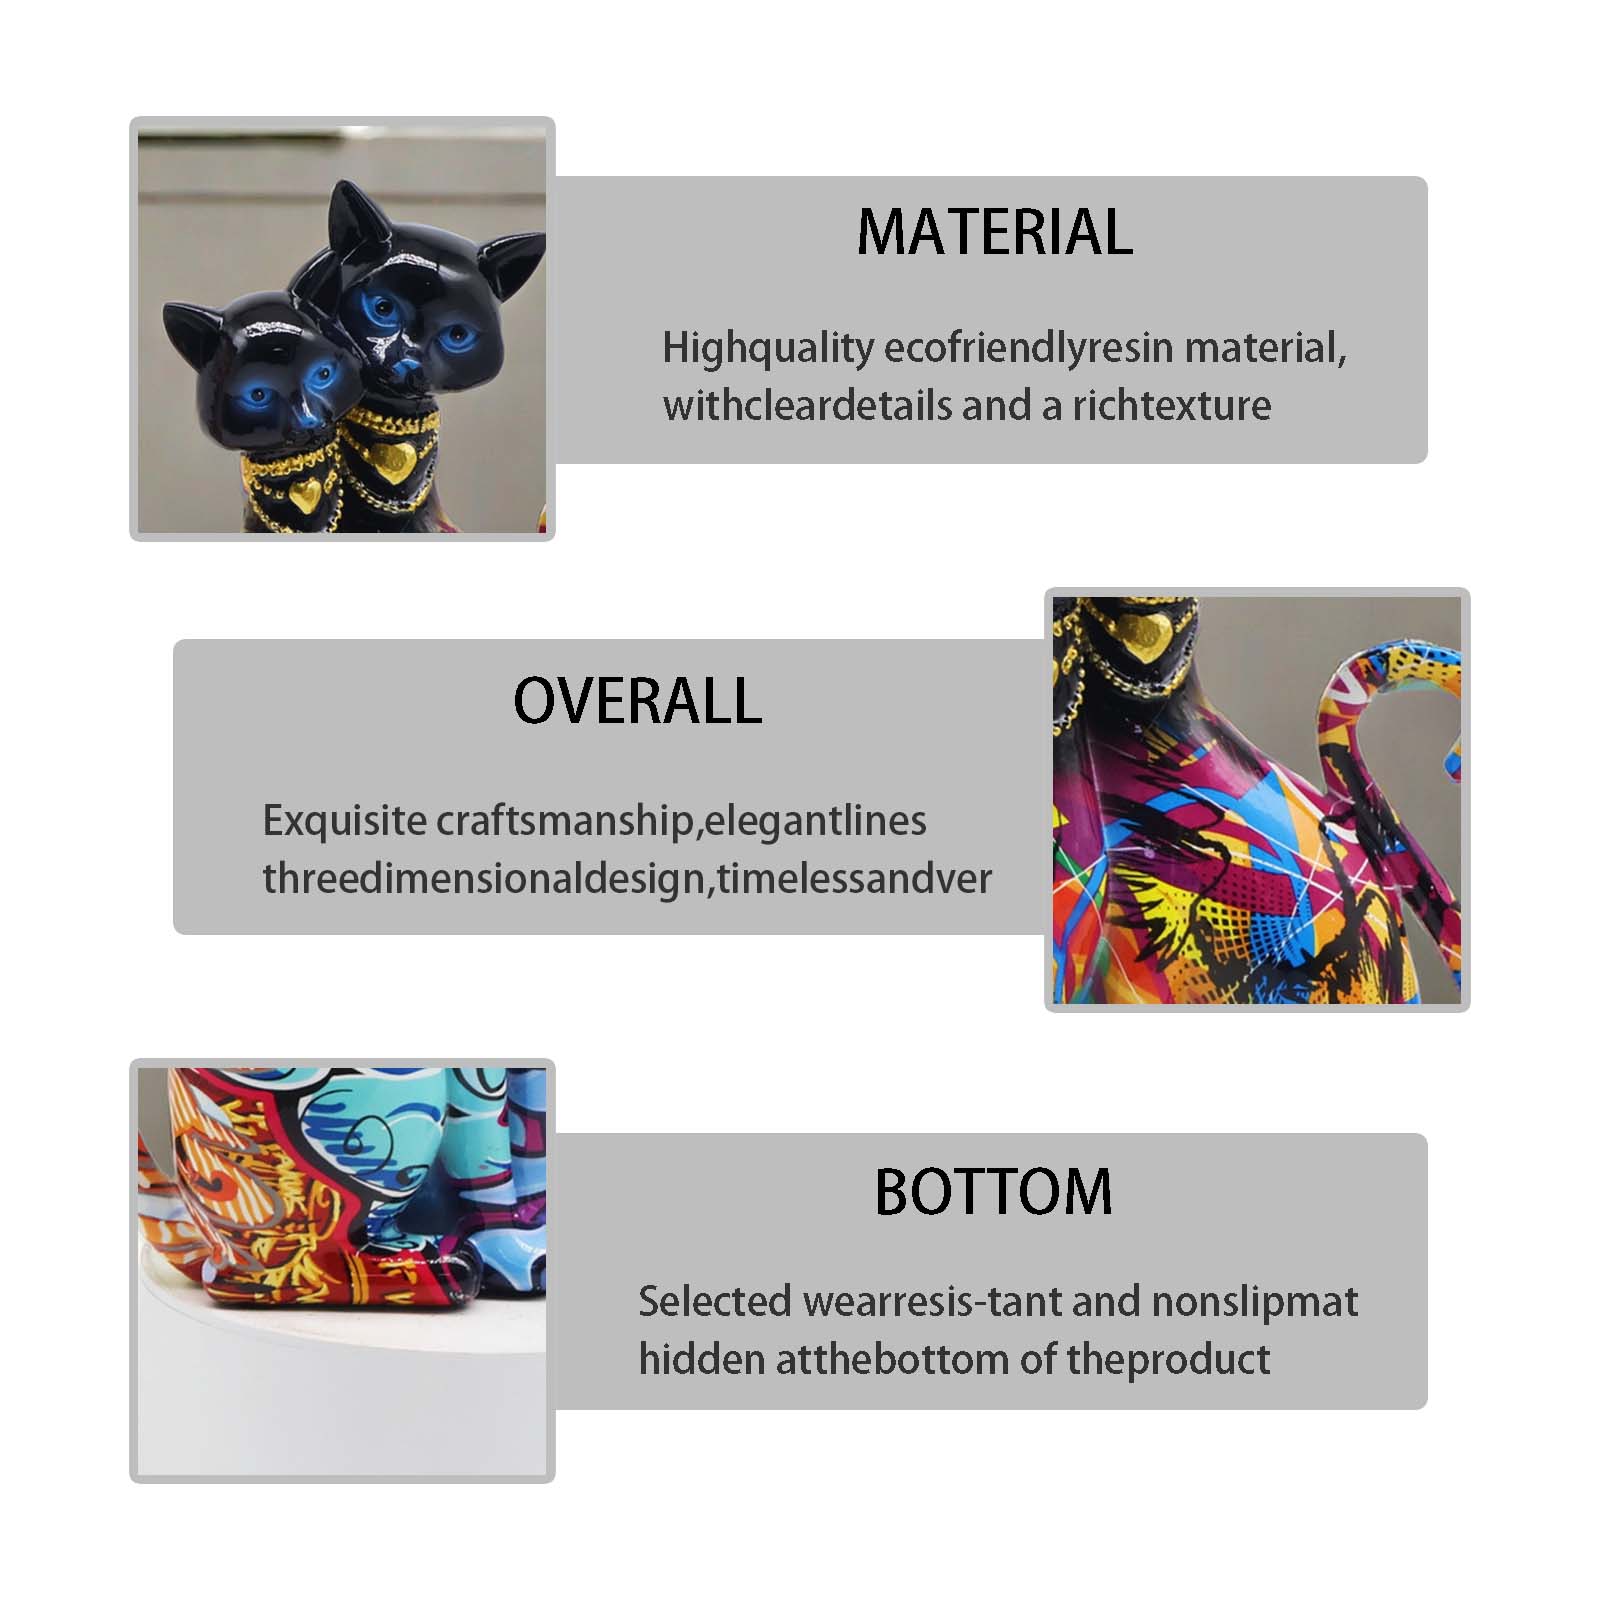 MATERIAL
Highquality ecofriendlyresin material,
withcleardetails and a richtexture
OVERALL
Exquisite craftsmanship,elegantlines
threedimensionaldesign,timelessandver
BOTTOM
Selected wearresis-tant and nonslipmat
hidden atthebottom of theproduct